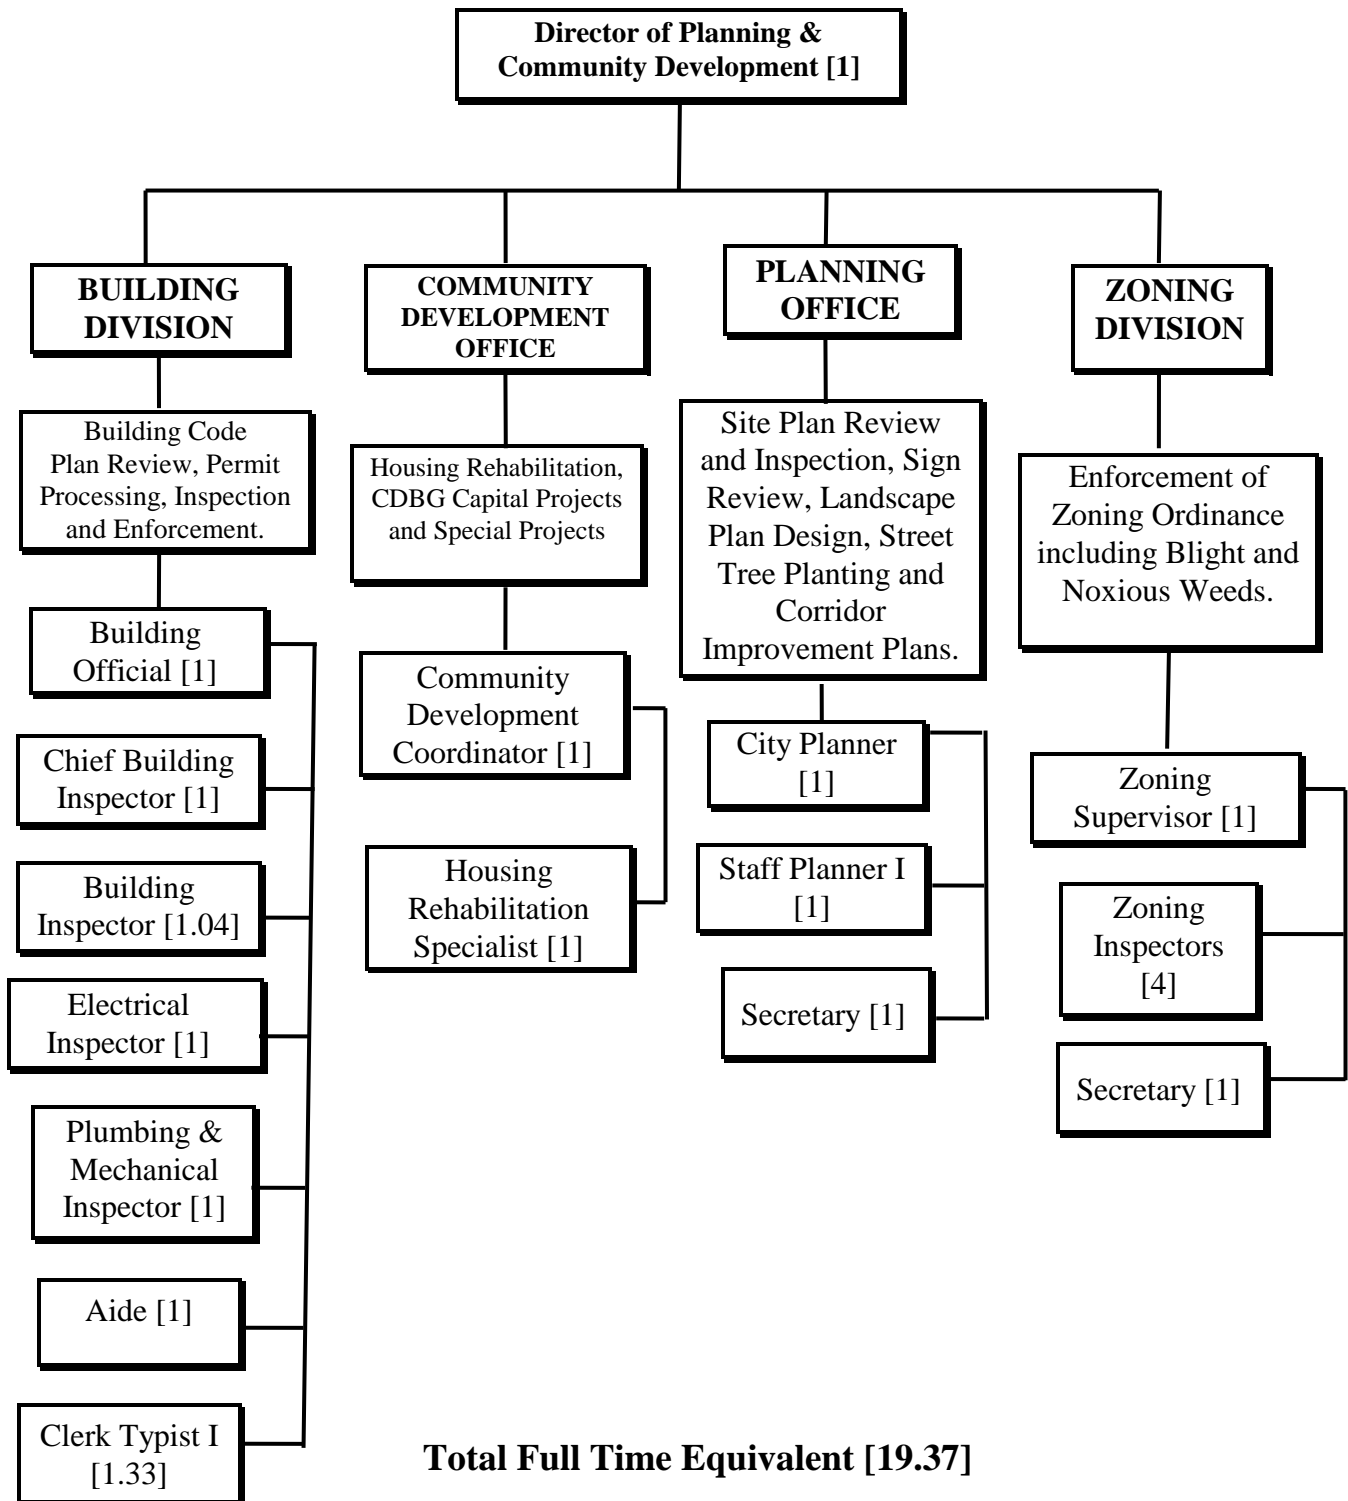 Director of Planning &
Community Development [1]
BUILDING
DIVISION
Building Code
Plan Review, Permit
Processing, Inspection
and Enforcement.
Building
Official [1]
Chief Building
Inspector [1]
Building
Inspector [1.04]
Electrical
Inspector [1]
Plumbing &
Mechanical
Inspector [1]
Aide [1]
Clerk Typist I
[1.33]
COMMUNITY
DEVELOPMENT
OFFICE
Housing Rehabilitation,
CDBG Capital Projects
and Special Projects
Community
Development
Coordinator [1]
Housing
Rehabilitation
Specialist [1]
PLANNING
OFFICE
Site Plan Review
and Inspection, Sign
Review, Landscape
Plan Design, Street
Tree Planting and
Corridor
Improvement Plans.
City Planner
[1]
Staff Planner I
[1]
Secretary [1]
ZONING
DIVISION
Enforcement of
Zoning Ordinance
including Blight and
Noxious Weeds.
Zoning
Supervisor [1]
Zoning
Inspectors
[4]
Secretary [1]
Total Full Time Equivalent [19.37]